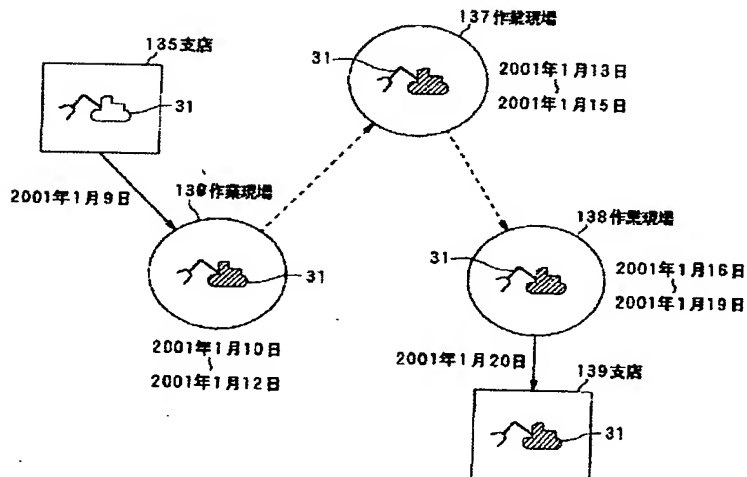 135支店
31
2001年1月9日
136作業現場
31
2001年1月10日
〜
2001年1月12日
137作業現場
31
2001年1月13日
〜
2001年1月15日
138作業現場
31
2001年1月16日
〜
2001年1月19日
2001年1月20日
139支店
31